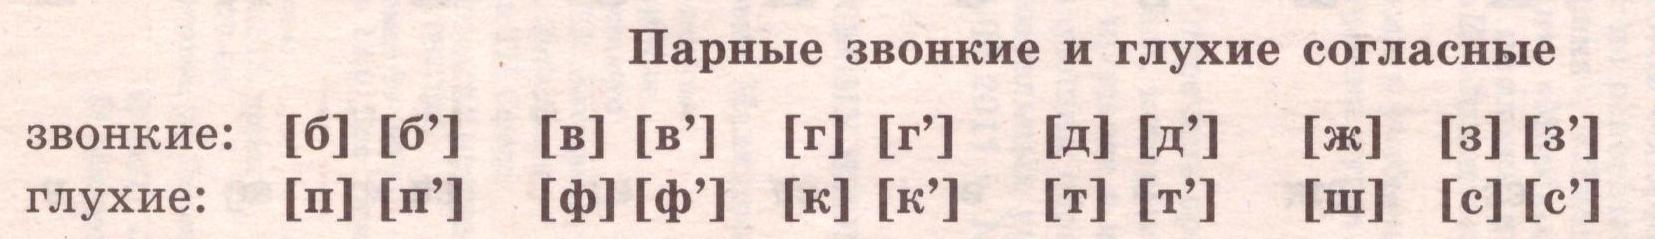 Парные звонкие и глухие согласные
звонкие: [б] [б’] [в] [в’] [г] [г’] [д] [д’] [ж] [з] [з’]
глухие: [п] [п’] [ф] [ф’] [к] [к’] [т] [т’] [ш] [с] [с’]